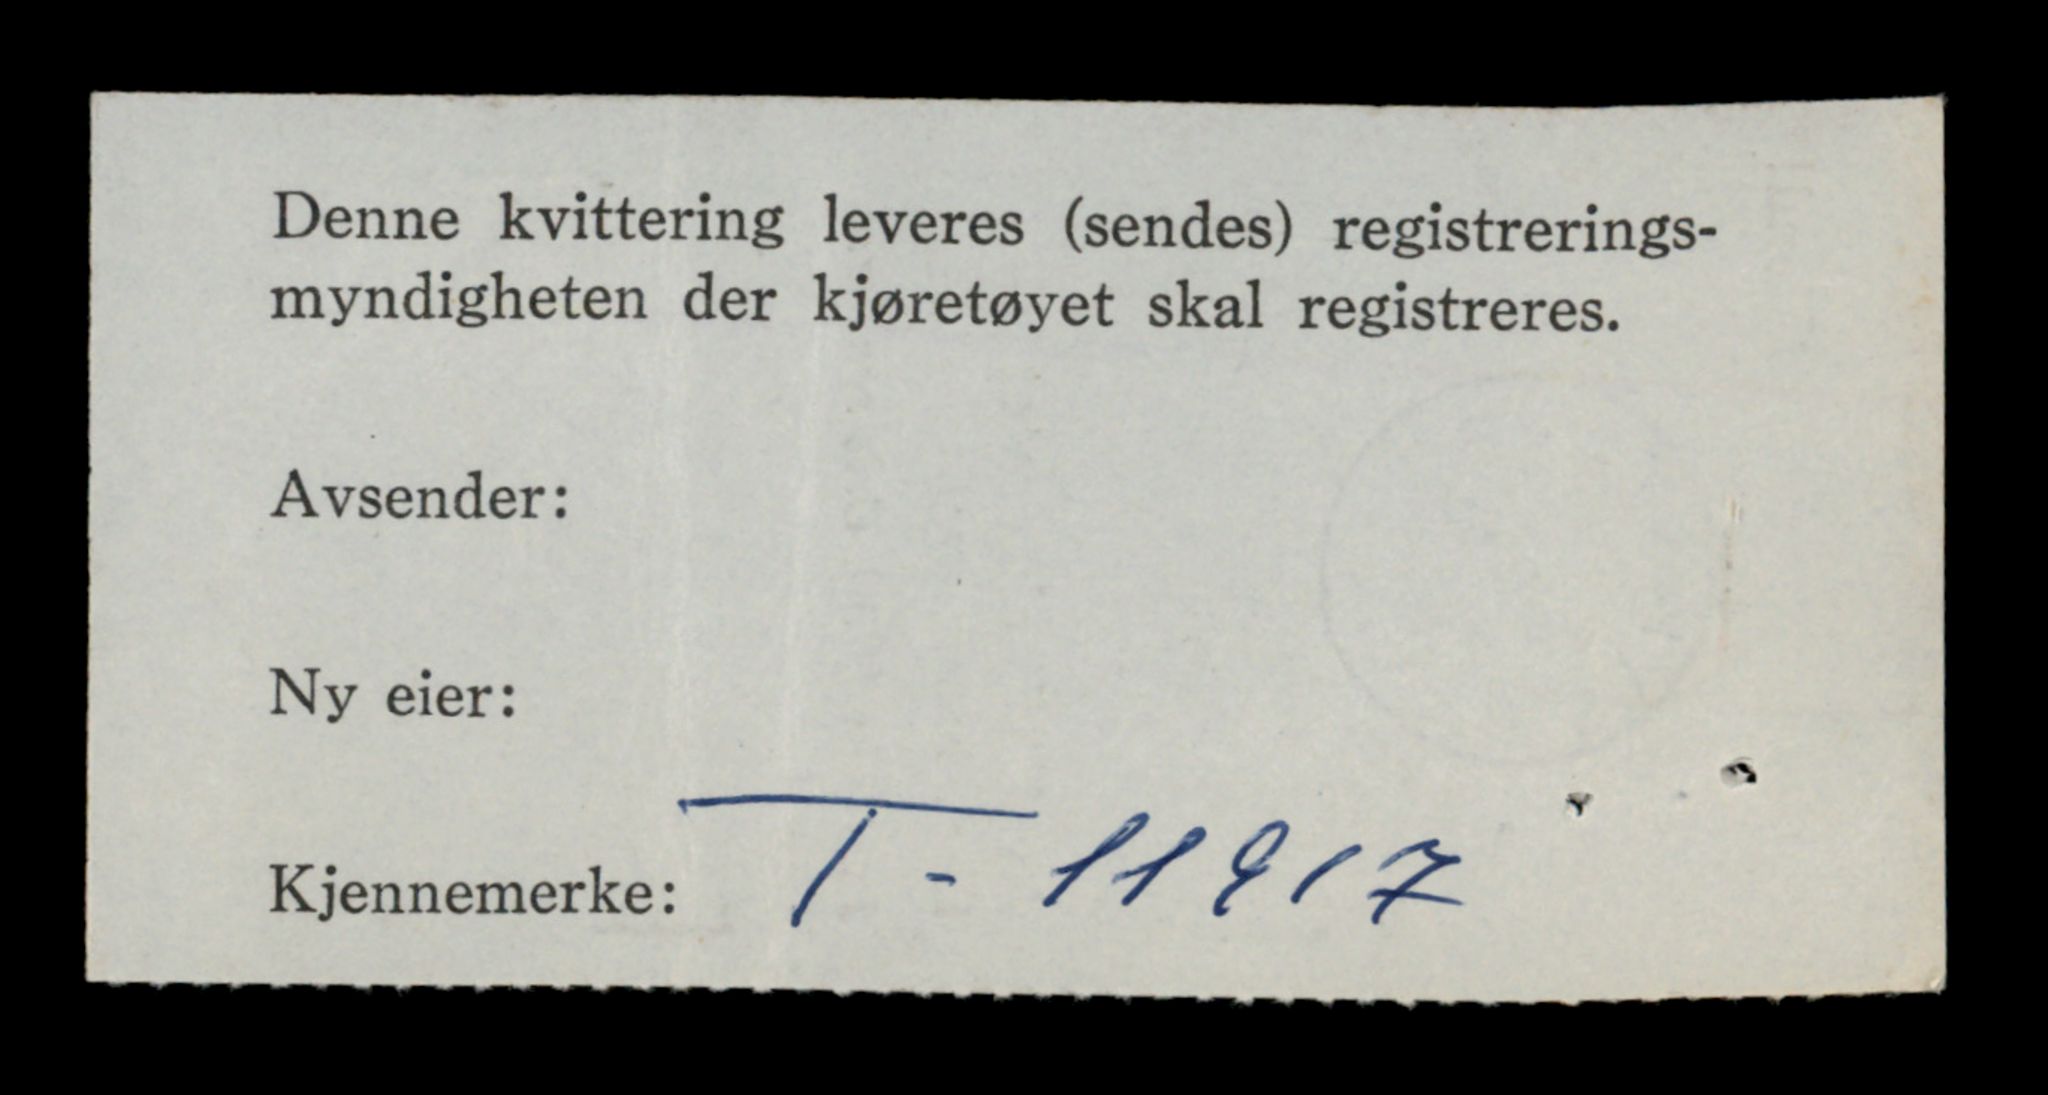 Denne kvittering leveres (sendes) registrerings-
myndigheten der kjøretøyet skal registreres.
Avsender:
Ny eier:
Kjennemerke: T - 11917